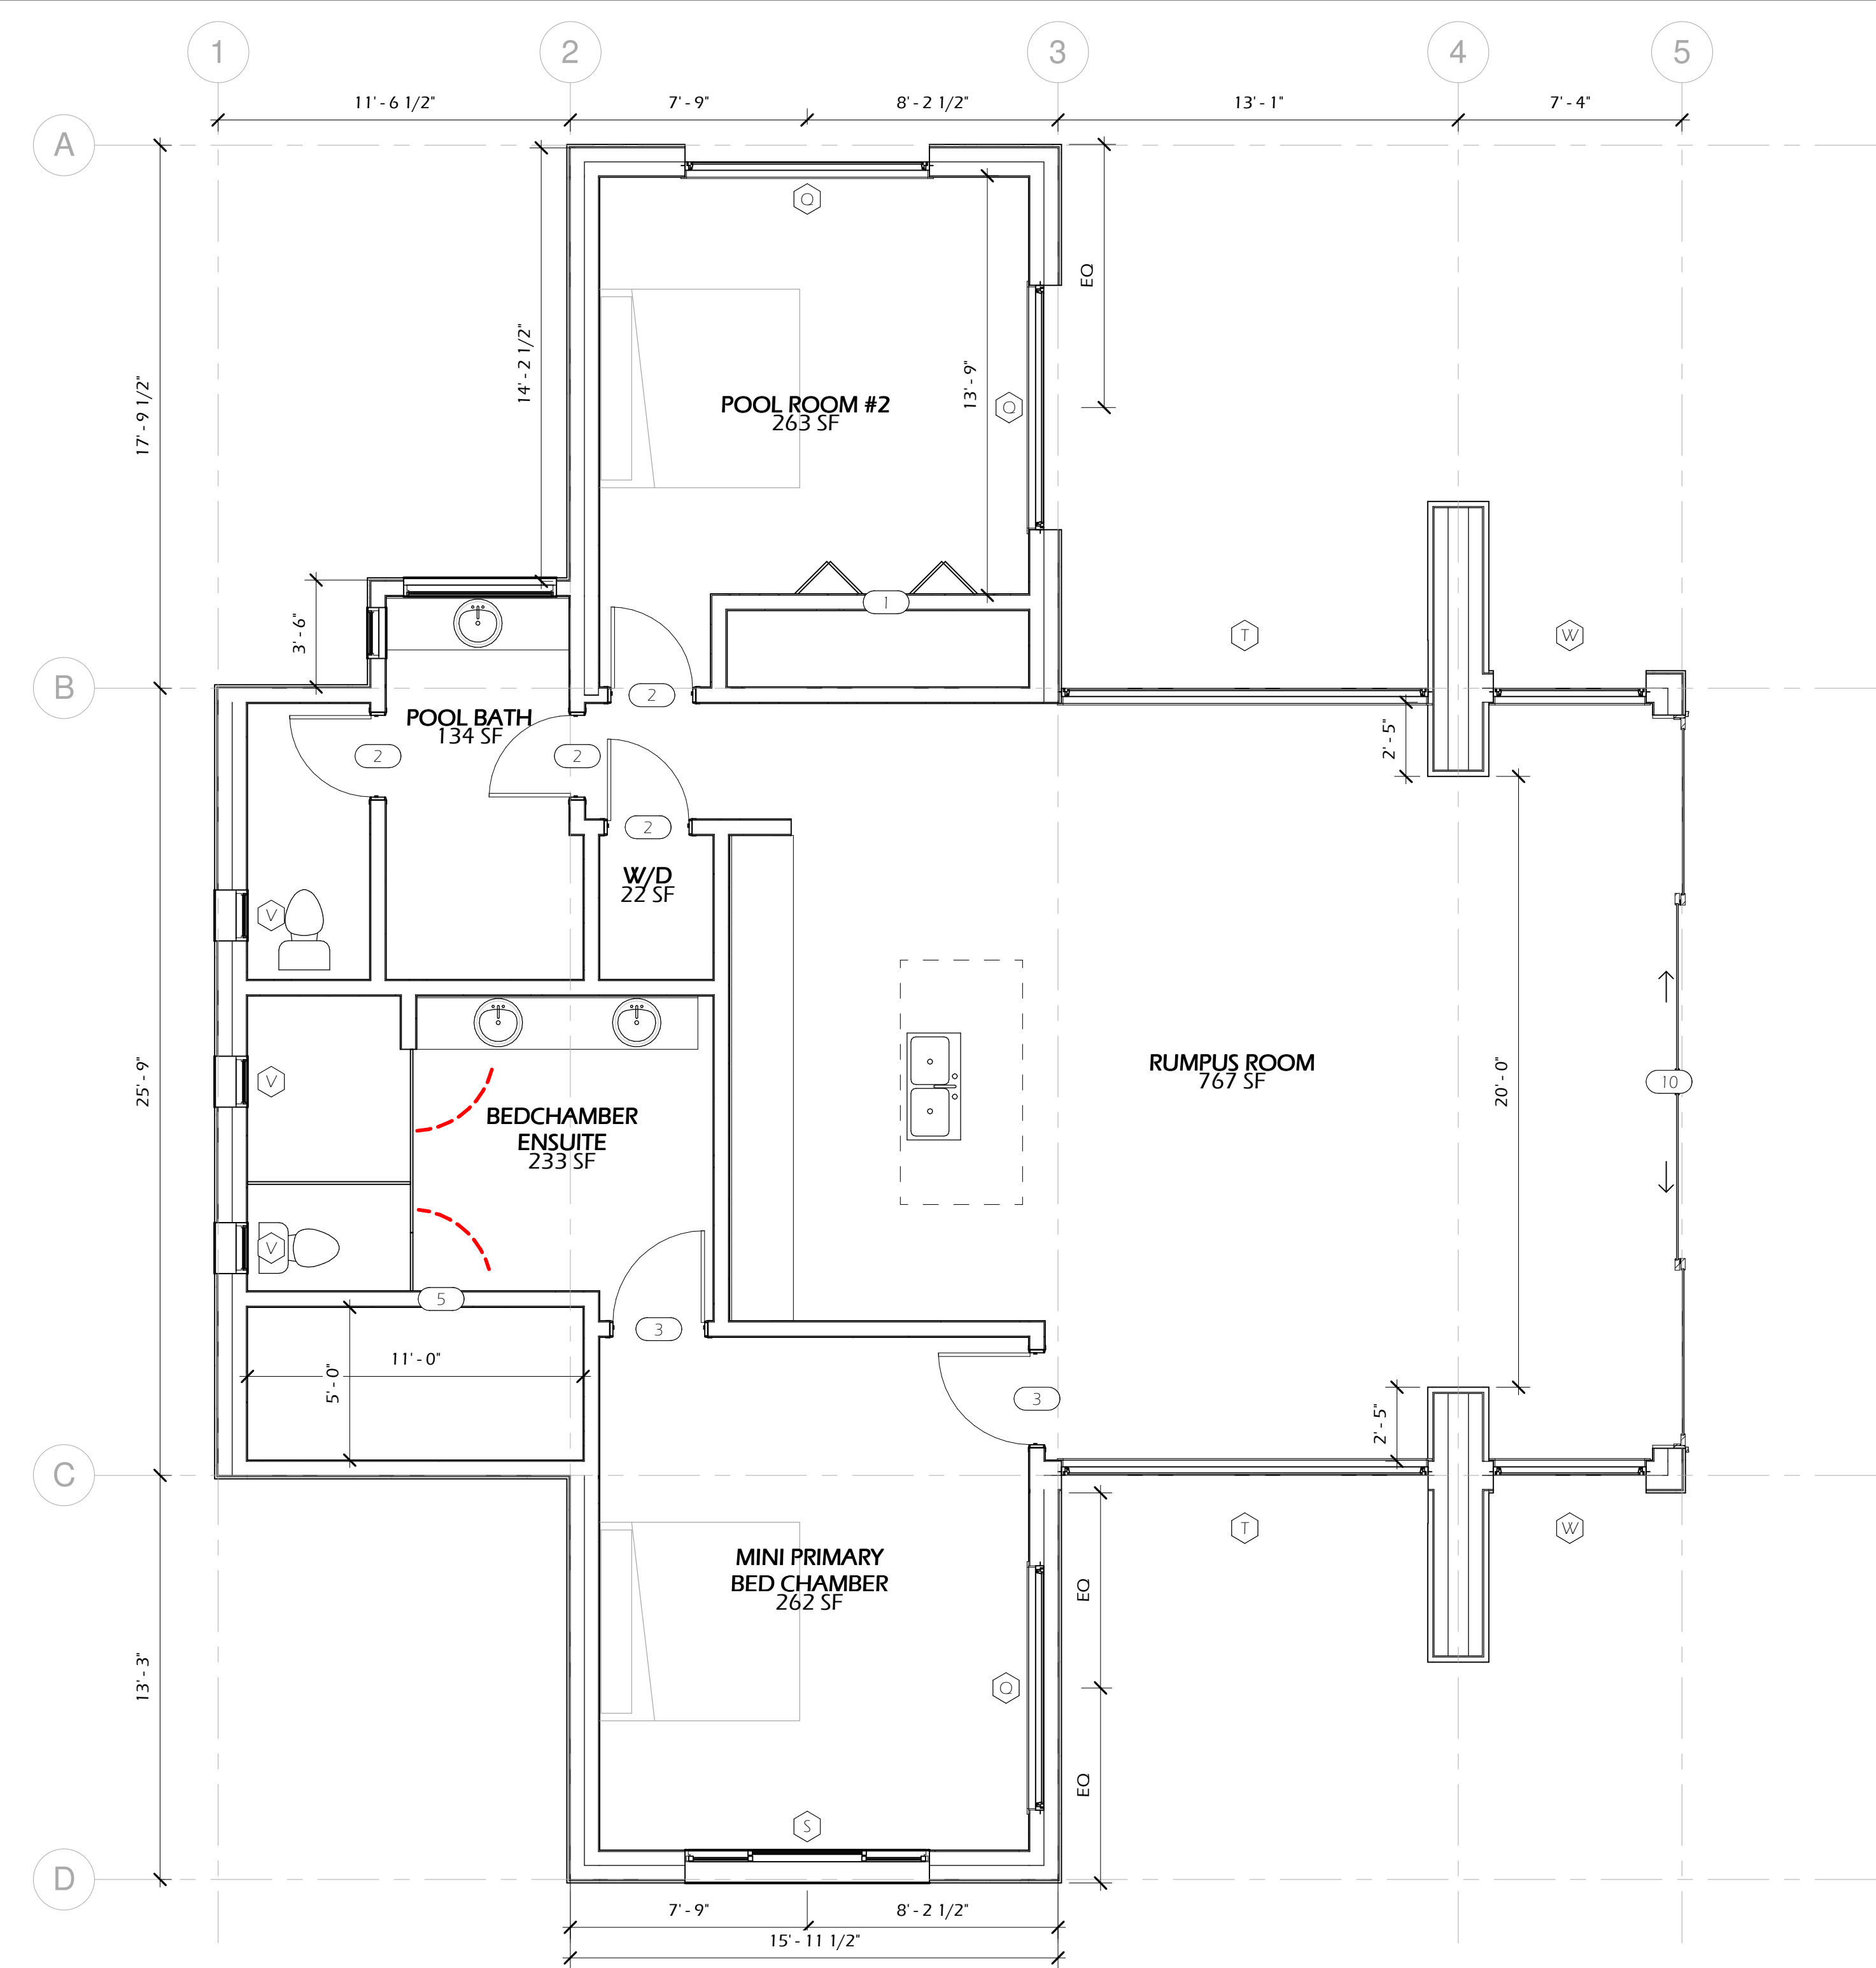 1 2 3 4 5
11' - 6 1/2" 7' - 9" 8' - 2 1/2" 13' - 1" 7' - 4"
A
Q
EQ
14' - 2 1/2"
17' - 9 1/2"
13' - 9"
POOL ROOM #2
263 SF
Q
1
3' - 6"
T
W
B
2
POOL BATH
134 SF
2
2
2' - 5"
2
W/D
22 SF
V
RUMPUS ROOM
767 SF
20' - 0"
10
25' - 9"
V
BEDCHAMBER
ENSUITE
233 SF
V
5
3
11' - 0"
5' - 0"
3
2' - 5"
C
T
W
MINI PRIMARY
BED CHAMBER
262 SF
EQ
13' - 3"
Q
EQ
S
D
7' - 9" 8' - 2 1/2"
15' - 11 1/2"